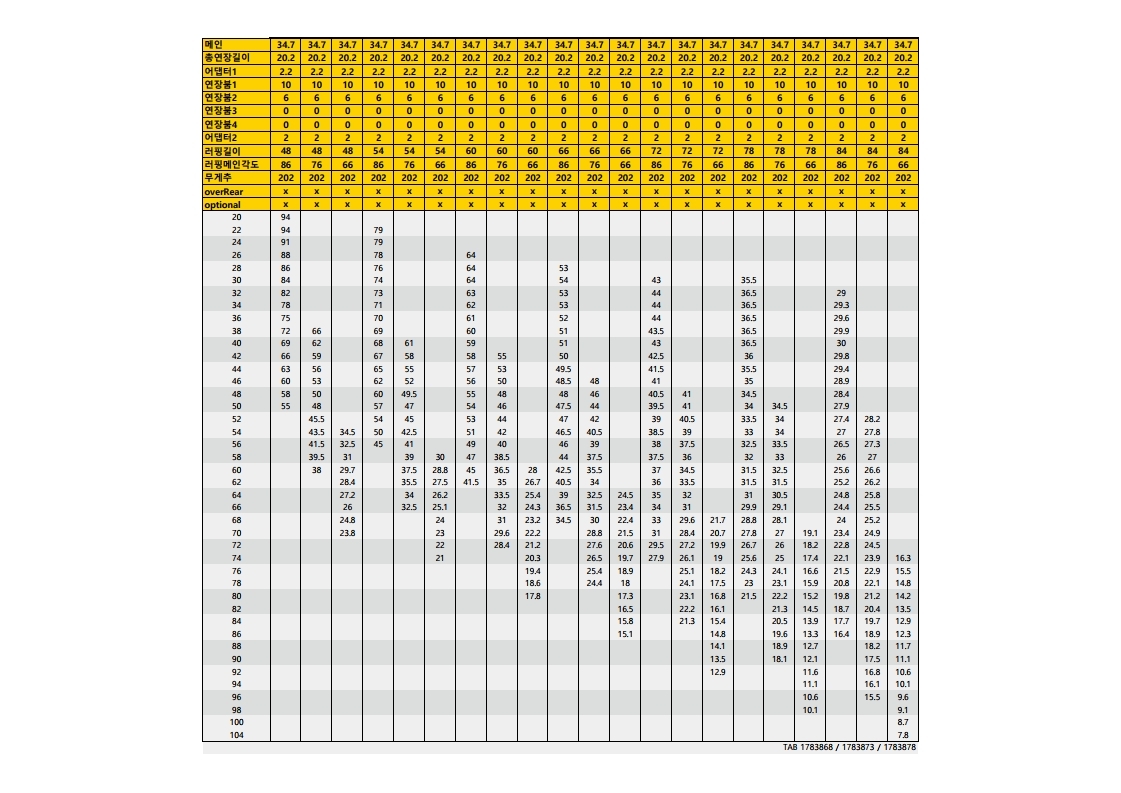 메인 34.7 34.7 34.7 34.7 34.7 34.7 34.7 34.7 34.7 34.7 34.7 34.7 34.7 34.7 34.7 34.7 34.7 34.7 34.7 34.7 34.7
총연장길이 20.2 20.2 20.2 20.2 20.2 20.2 20.2 20.2 20.2 20.2 20.2 20.2 20.2 20.2 20.2 20.2 20.2 20.2 20.2 20.2 20.2
어댑터1 2.2 2.2 2.2 2.2 2.2 2.2 2.2 2.2 2.2 2.2 2.2 2.2 2.2 2.2 2.2 2.2 2.2 2.2 2.2 2.2 2.2
연장붐1 10 10 10 10 10 10 10 10 10 10 10 10 10 10 10 10 10 10 10 10 10
연장붐2 6 6 6 6 6 6 6 6 6 6 6 6 6 6 6 6 6 6 6 6 6
연장붐3 0 0 0 0 0 0 0 0 0 0 0 0 0 0 0 0 0 0 0 0 0
연장붐4 0 0 0 0 0 0 0 0 0 0 0 0 0 0 0 0 0 0 0 0 0
어댑터2 2 2 2 2 2 2 2 2 2 2 2 2 2 2 2 2 2 2 2 2 2
러핑길이 48 48 48 54 54 54 60 60 60 66 66 66 72 72 72 78 78 78 84 84 84
러핑메인각도 86 76 66 86 76 66 86 76 66 86 76 66 86 76 66 86 76 66 86 76 66
무게추 202 202 202 202 202 202 202 202 202 202 202 202 202 202 202 202 202 202 202 202 202
overRear x x x x x x x x x x x x x x x x x x x x x
optional x x x x x x x x x x x x x x x x x x x x x
20 94
22 94 79
24 91 79
26 88 78 64
28 86 76 64 53
30 84 74 64 54 43 35.5
32 82 73 63 53 44 36.5 29
34 78 71 62 53 44 36.5 29.3
36 75 70 61 52 44 36.5 29.6
38 72 66 69 60 51 43.5 36.5 29.9
40 69 62 68 61 59 51 43 36.5 30
42 66 59 67 58 58 55 50 42.5 36 29.8
44 63 56 65 55 57 53 49.5 41.5 35.5 29.4
46 60 53 62 52 56 50 48.5 48 41 35 28.9
48 58 50 60 49.5 55 48 48 46 40.5 41 34.5 28.4
50 55 48 57 47 54 46 47.5 44 39.5 41 34 34.5 27.9
52 45.5 54 45 53 44 47 42 39 40.5 33.5 34 27.4 28.2
54 43.5 34.5 50 42.5 51 42 46.5 40.5 38.5 39 33 34 27 27.8
56 41.5 32.5 45 41 49 40 46 39 38 37.5 32.5 33.5 26.5 27.3
58 39.5 31 39 30 47 38.5 44 37.5 37.5 36 32 33 26 27
60 38 29.7 37.5 28.8 45 36.5 28 42.5 35.5 37 34.5 31.5 32.5 25.6 26.6
62 28.4 35.5 27.5 41.5 35 26.7 40.5 34 36 33.5 31.5 31.5 25.2 26.2
64 27.2 34 26.2 33.5 25.4 39 32.5 24.5 35 32 31 30.5 24.8 25.8
66 26 32.5 25.1 32 24.3 36.5 31.5 23.4 34 31 29.9 29.1 24.4 25.5
68 24.8 24 31 23.2 34.5 30 22.4 33 29.6 21.7 28.8 28.1 24 25.2
70 23.8 23 29.6 22.2 28.8 21.5 31 28.4 20.7 27.8 27 19.1 23.4 24.9
72 22 28.4 21.2 27.6 20.6 29.5 27.2 19.9 26.7 26 18.2 22.8 24.5
74 21 20.3 26.5 19.7 27.9 26.1 19 25.6 25 17.4 22.1 23.9 16.3
76 19.4 25.4 18.9 25.1 18.2 24.3 24.1 16.6 21.5 22.9 15.5
78 18.6 24.4 18 24.1 17.5 23 23.1 15.9 20.8 22.1 14.8
80 17.8 17.3 23.1 16.8 21.5 22.2 15.2 19.8 21.2 14.2
82 16.5 22.2 16.1 21.3 14.5 18.7 20.4 13.5
84 15.8 21.3 15.4 20.5 13.9 17.7 19.7 12.9
86 15.1 14.8 19.6 13.3 16.4 18.9 12.3
88 14.1 18.9 12.7 18.2 11.7
90 13.5 18.1 12.1 17.5 11.1
92 12.9 11.6 16.8 10.6
94 11.1 16.1 10.1
96 10.6 15.5 9.6
98 10.1 9.1
100 8.7
104 7.8
TAB 1783868 / 1783873 / 1783878